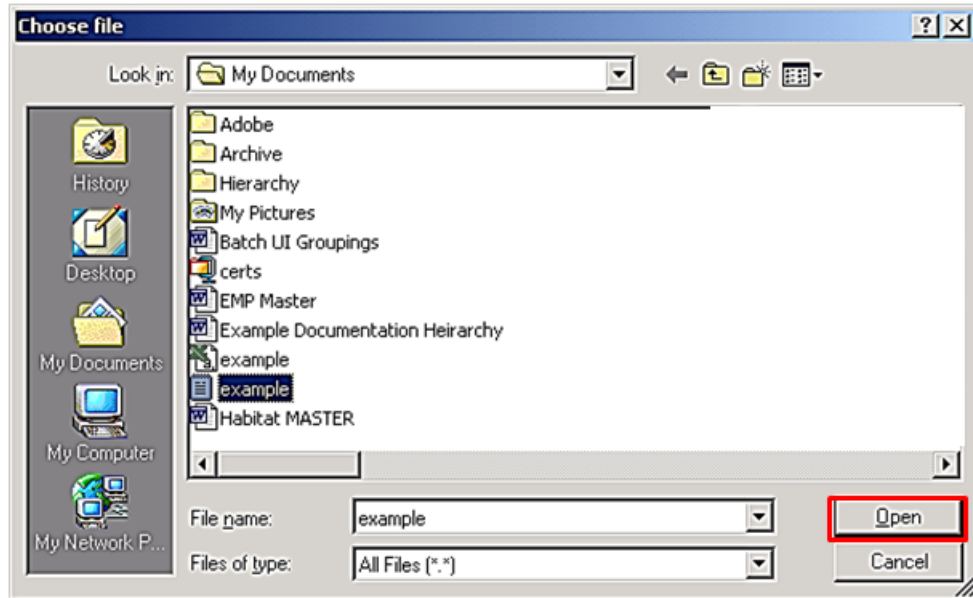 Choose file
Look in: My Documents
History
Desktop
My Documents
My Computer
My Network P...
Adobe
Archive
Hierarchy
My Pictures
Batch UI Groupings
certs
EMP Master
Example Documentation Heirarchy
example
example
Habitat MASTER
File name: example Open
Files of type: All Files (*.*) Cancel